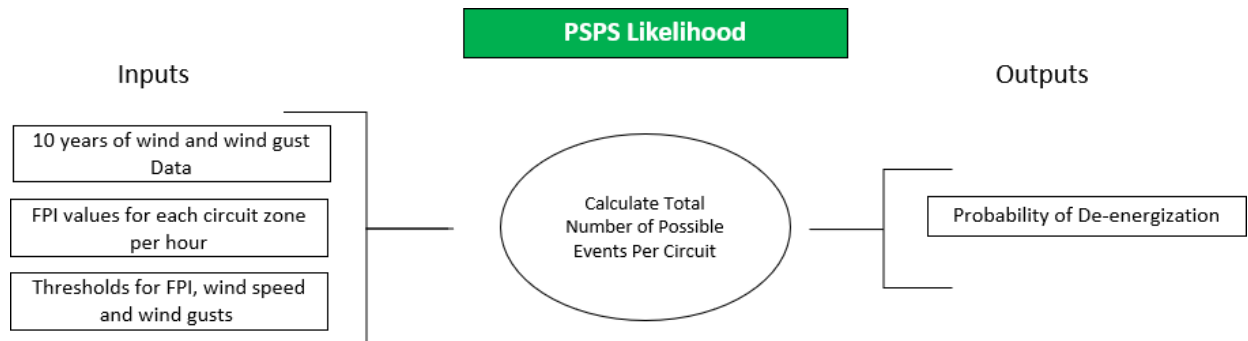 PSPS Likelihood
Inputs
Outputs
10 years of wind and wind gust
Data
FPI values for each circuit zone
per hour
Thresholds for FPI, wind speed
and wind gusts
Calculate Total
Number of Possible
Events Per Circuit
Probability of De-energization